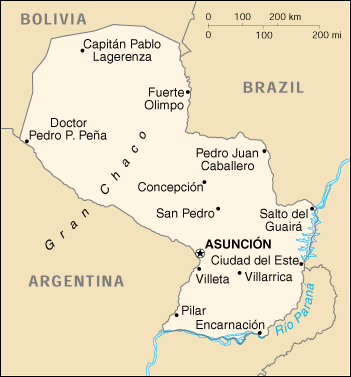 BOLIVIA
0 100 200 km
0 100 200 mi
Capitán Pablo
Lagerenza
BRAZIL
Fuerte
Olimpo
Doctor
Pedro P. Peña
Gran Chaco
Pedro Juan
Caballero
Concepción
San Pedro
Salto del
Guairá
ASUNCIÓN
Ciudad del Este
Villeta
Villarrica
ARGENTINA
Pilar
Encarnación
Río Paraná